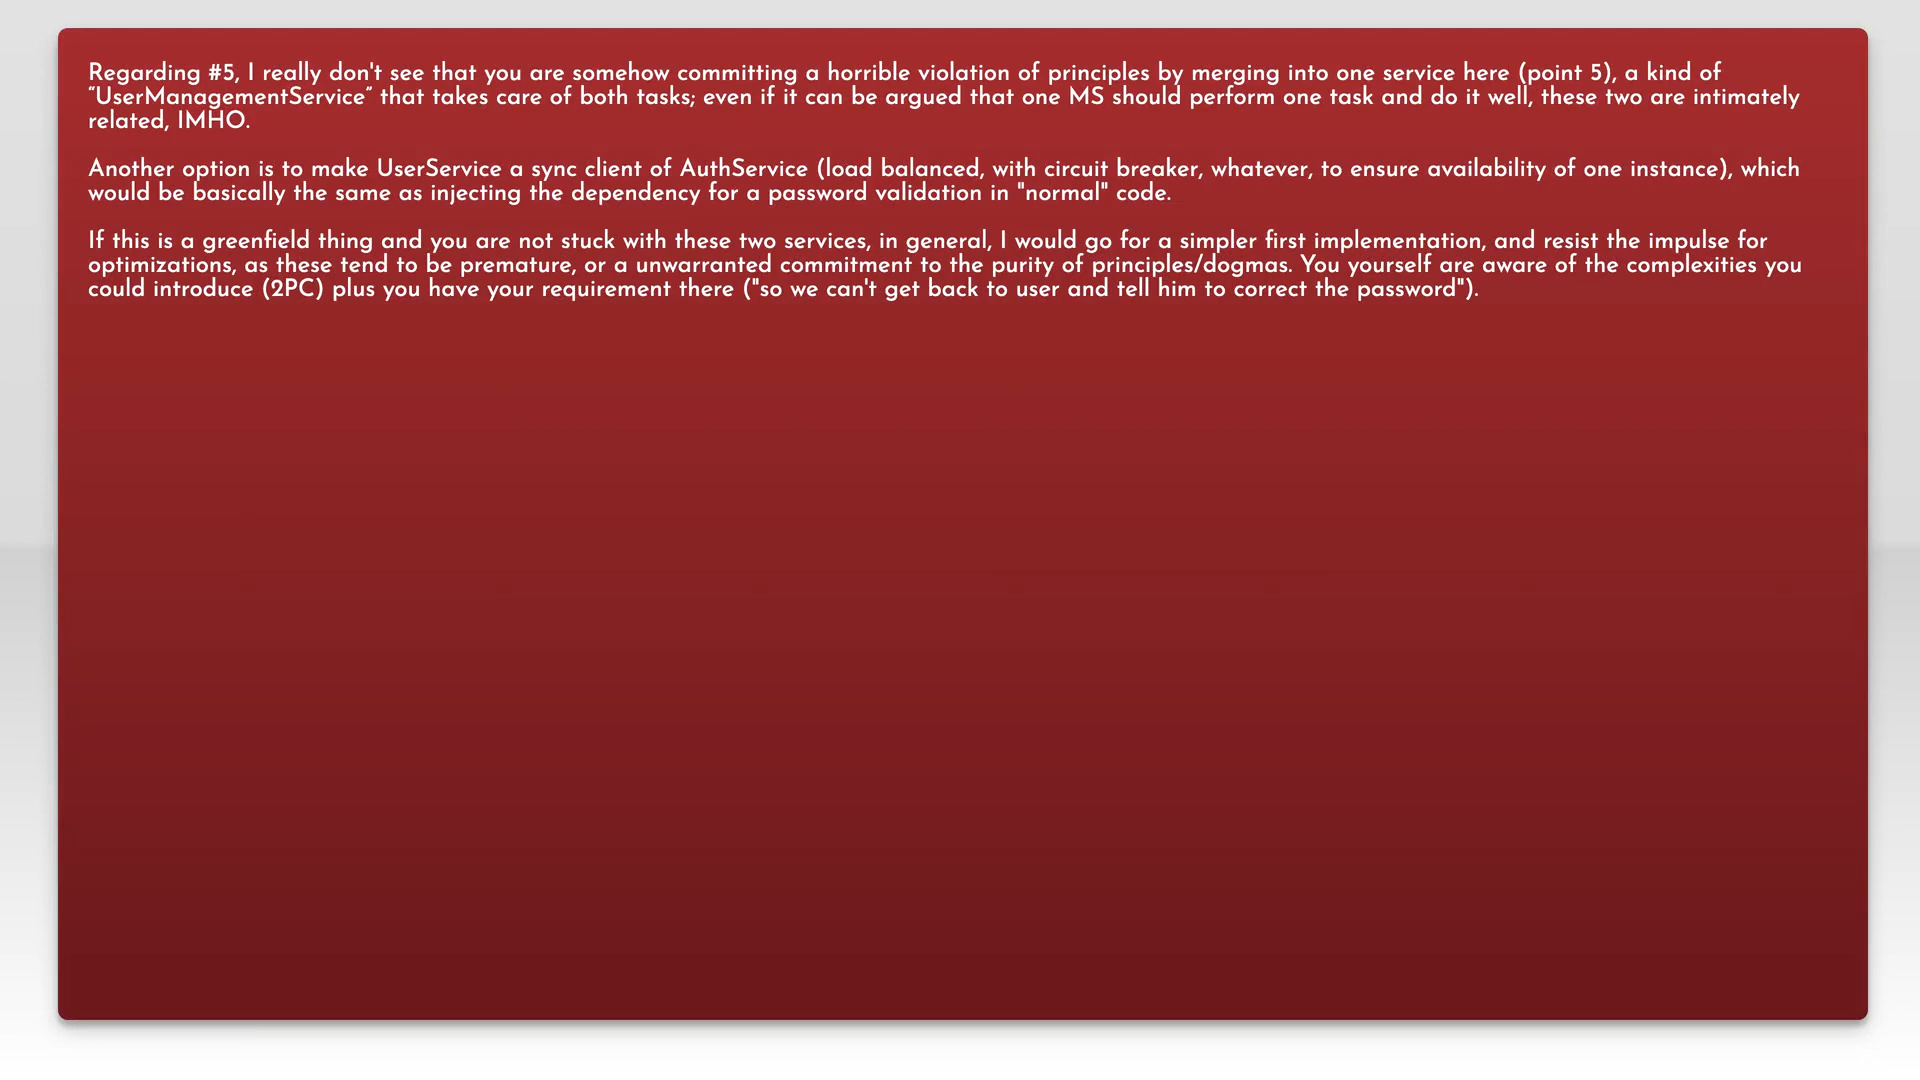 Regarding #5, I really don't see that you are somehow committing a horrible violation of principles by merging into one service here (point 5), a kind of
“UserManagementService” that takes care of both tasks; even if it can be argued that one MS should perform one task and do it well, these two are intimately
related, IMHO.
Another option is to make UserService a sync client of AuthService (load balanced, with circuit breaker, whatever, to ensure availability of one instance), which
would be basically the same as injecting the dependency for a password validation in "normal" code.
If this is a greenfield thing and you are not stuck with these two services, in general, I would go for a simpler first implementation, and resist the impulse for
optimizations, as these tend to be premature, or a unwarranted commitment to the purity of principles/dogmas. You yourself are aware of the complexities you
could introduce (2PC) plus you have your requirement there ("so we can't get back to user and tell him to correct the password").